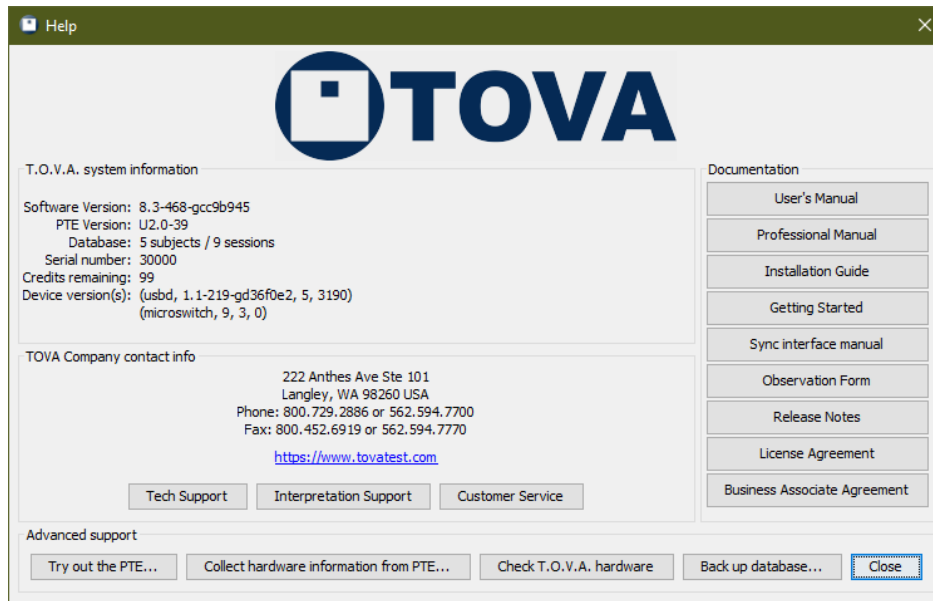 Help
TOVA
T.O.V.A. system information
Software Version: 8.3-468-gcc9b945
PTE Version: U2.0-39
Database: 5 subjects / 9 sessions
Serial number: 30000
Credits remaining: 99
Device version(s): (usbd, 1.1-219-gd36f0e2, 5, 3190)
(microswitch, 9, 3, 0)
TOVA Company contact info
222 Anthes Ave Ste 101
Langley, WA 98260 USA
Phone: 800.729.2886 or 562.594.7700
Fax: 800.452.6919 or 562.594.7770
https://www.tovatest.com
Tech Support Interpretation Support Customer Service
Documentation
User's Manual
Professional Manual
Installation Guide
Getting Started
Sync interface manual
Observation Form
Release Notes
License Agreement
Business Associate Agreement
Advanced support
Try out the PTE... Collect hardware information from PTE... Check T.O.V.A. hardware Back up database... Close